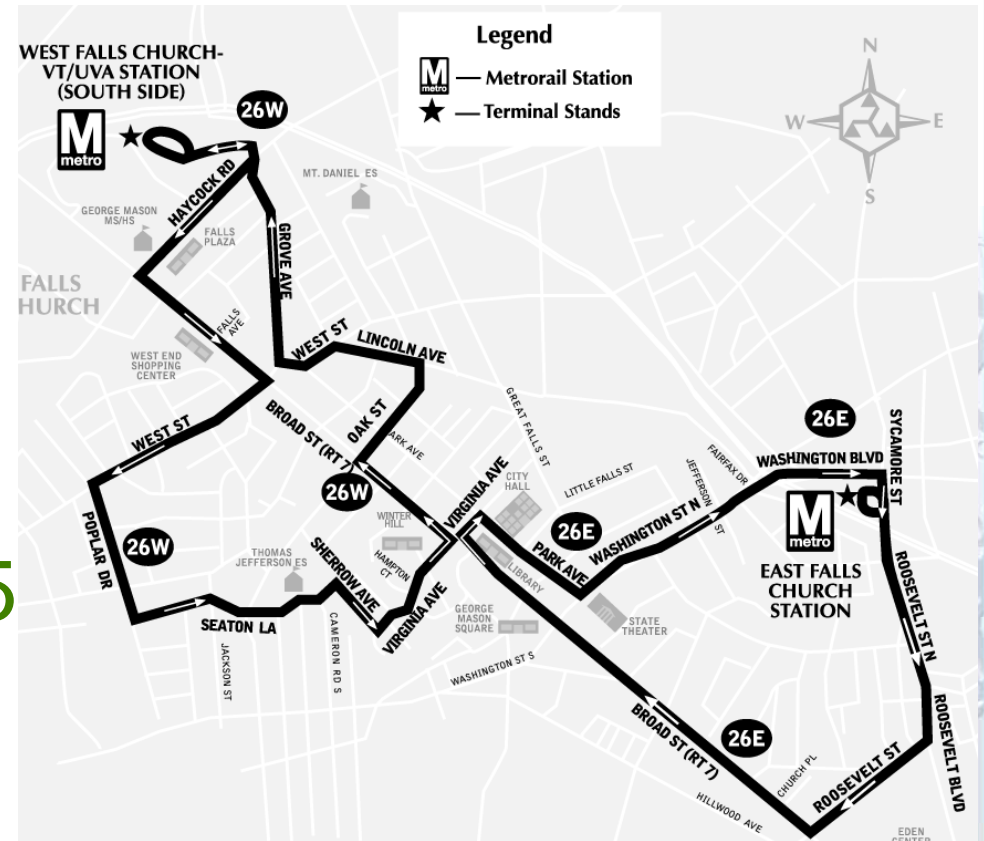 Legend
M metro — Metrorail Station
★ — Terminal Stands
WEST FALLS CHURCH-
VT/UVA STATION
(SOUTH SIDE)
M
metro
26W
N
W
E
S
MT. DANIEL ES
HAYCOCK RD
GEORGE MASON
MS/HS
FALLS
PLAZA
GROVE AVE
FALLS
HURCH
FALLS
AVE
WEST END
SHOPPING
CENTER
WEST ST
LINCOLN AVE
OAK ST
ARK AVE
BROAD ST (RT 7)
GREAT FALLS ST
WEST ST
26W
26E
SYCAMORE ST
WASHINGTON BLVD
FAIRFAX DR
JEFFERSON
ST
LITTLE FALLS ST
CITY
HALL
VIRGINIA AVE
WINTER
HILL
HAMPTON
CT
26E
WASHINGTON ST N
PARK AVE
LIBRARY
M
metro
EAST FALLS
CHURCH
STATION
POPLAR DR
26W
THOMAS
JEFFERSON ES
SHERROW AVE
VIRGINIA AVE
GEORGE
MASON
SQUARE
STATE
THEATER
5
SEATON LA
JACKSON ST
CAMERON RD S
WASHINGTON ST S
ROOSEVELT ST N
ROOSEVELT BLVD
BROAD ST (RT 7)
26E
CHURCH PL
ROOSEVELT ST
HILLWOOD AVE
EDEN
CENTER